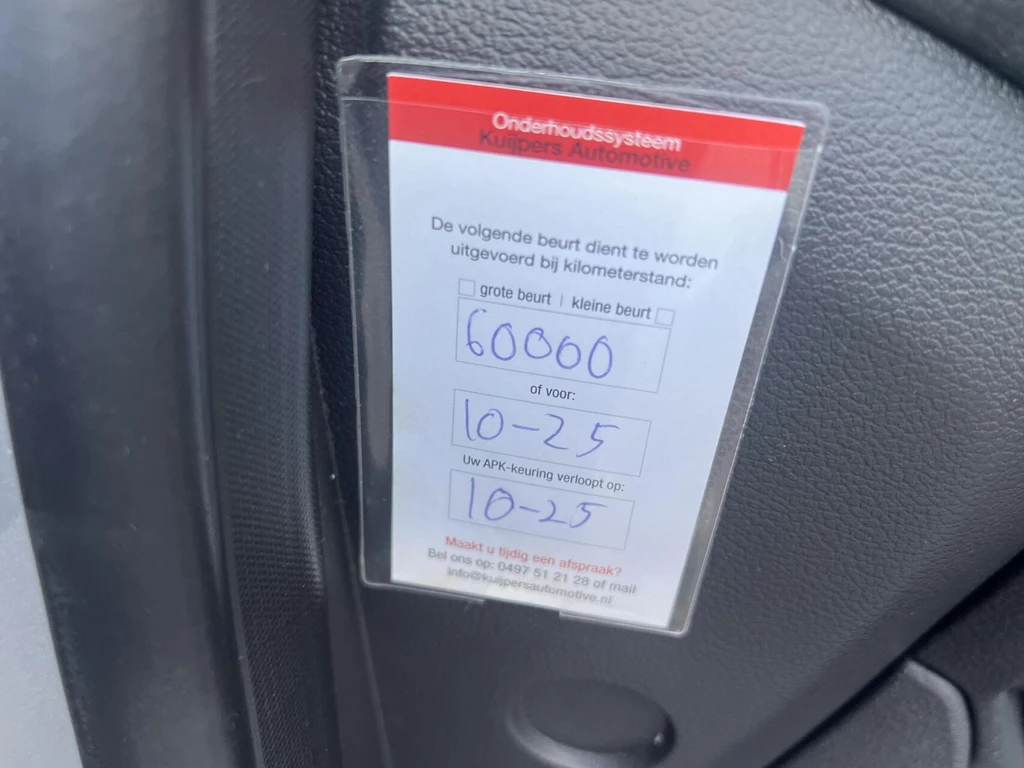 Onderhoudssysteem
Kuijpers Automotive
De volgende beurt dient te worden
uitgevoerd bij kilometerstand:
grote beurt | kleine beurt
60000
of voor:
10-25
Uw APK-keuring verloopt op:
10-25
Maakt u tijdig een afspraak?
Bel ons op: 0497 51 21 28 of mail
info@kuijpersautomotive.nl